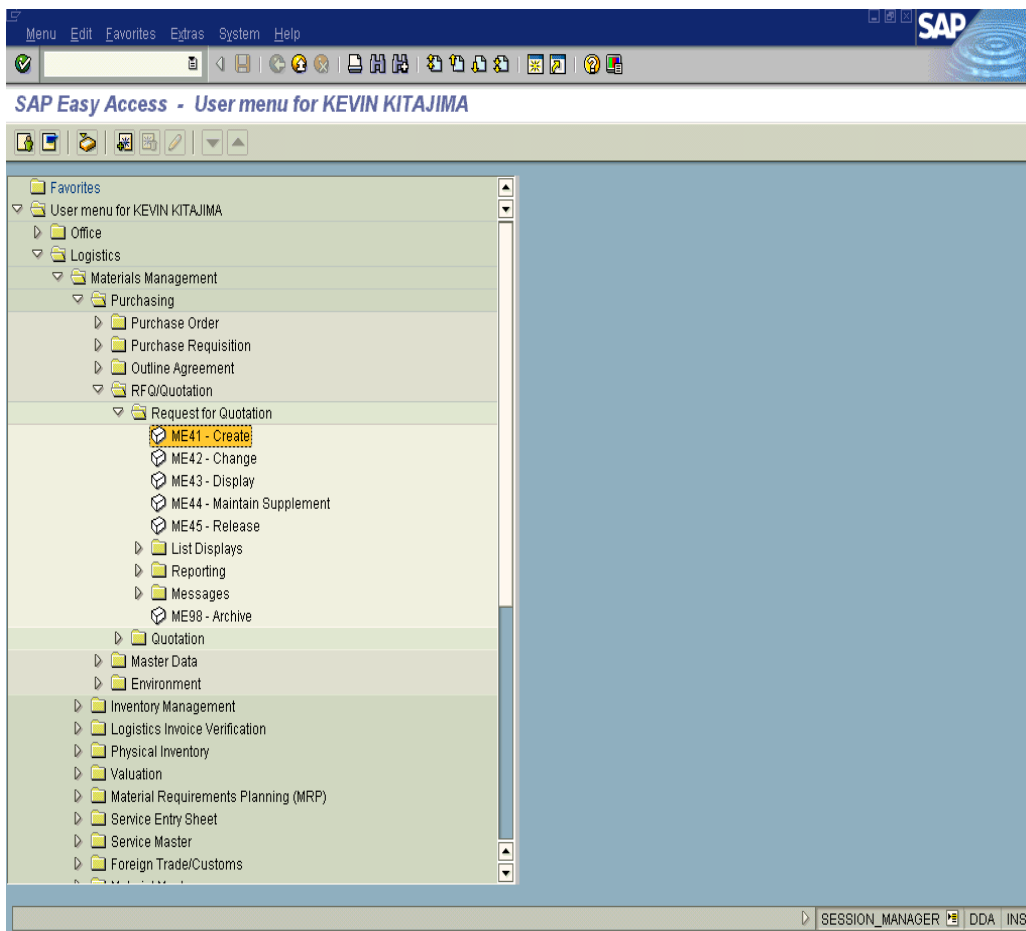 Menu Edit Favorites Extras System Help
SAP
SAP Easy Access - User menu for KEVIN KITAJIMA
Favorites
User menu for KEVIN KITAJIMA
Office
Logistics
Materials Management
Purchasing
Purchase Order
Purchase Requisition
Outline Agreement
RFQ/Quotation
Request for Quotation
ME41 - Create
ME42 - Change
ME43 - Display
ME44 - Maintain Supplement
ME45 - Release
List Displays
Reporting
Messages
ME98 - Archive
Quotation
Master Data
Environment
Inventory Management
Logistics Invoice Verification
Physical Inventory
Valuation
Material Requirements Planning (MRP)
Service Entry Sheet
Service Master
Foreign Trade/Customs
SESSION_MANAGER DDA INS